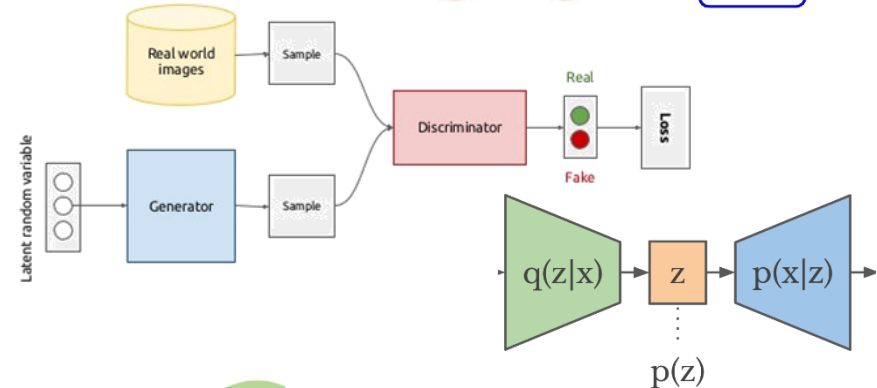 Real world
images
Sample
Real
Discriminator
Loss
Fake
Latent random variable
Generator
Sample
q(z|x)
z
p(x|z)
p(z)